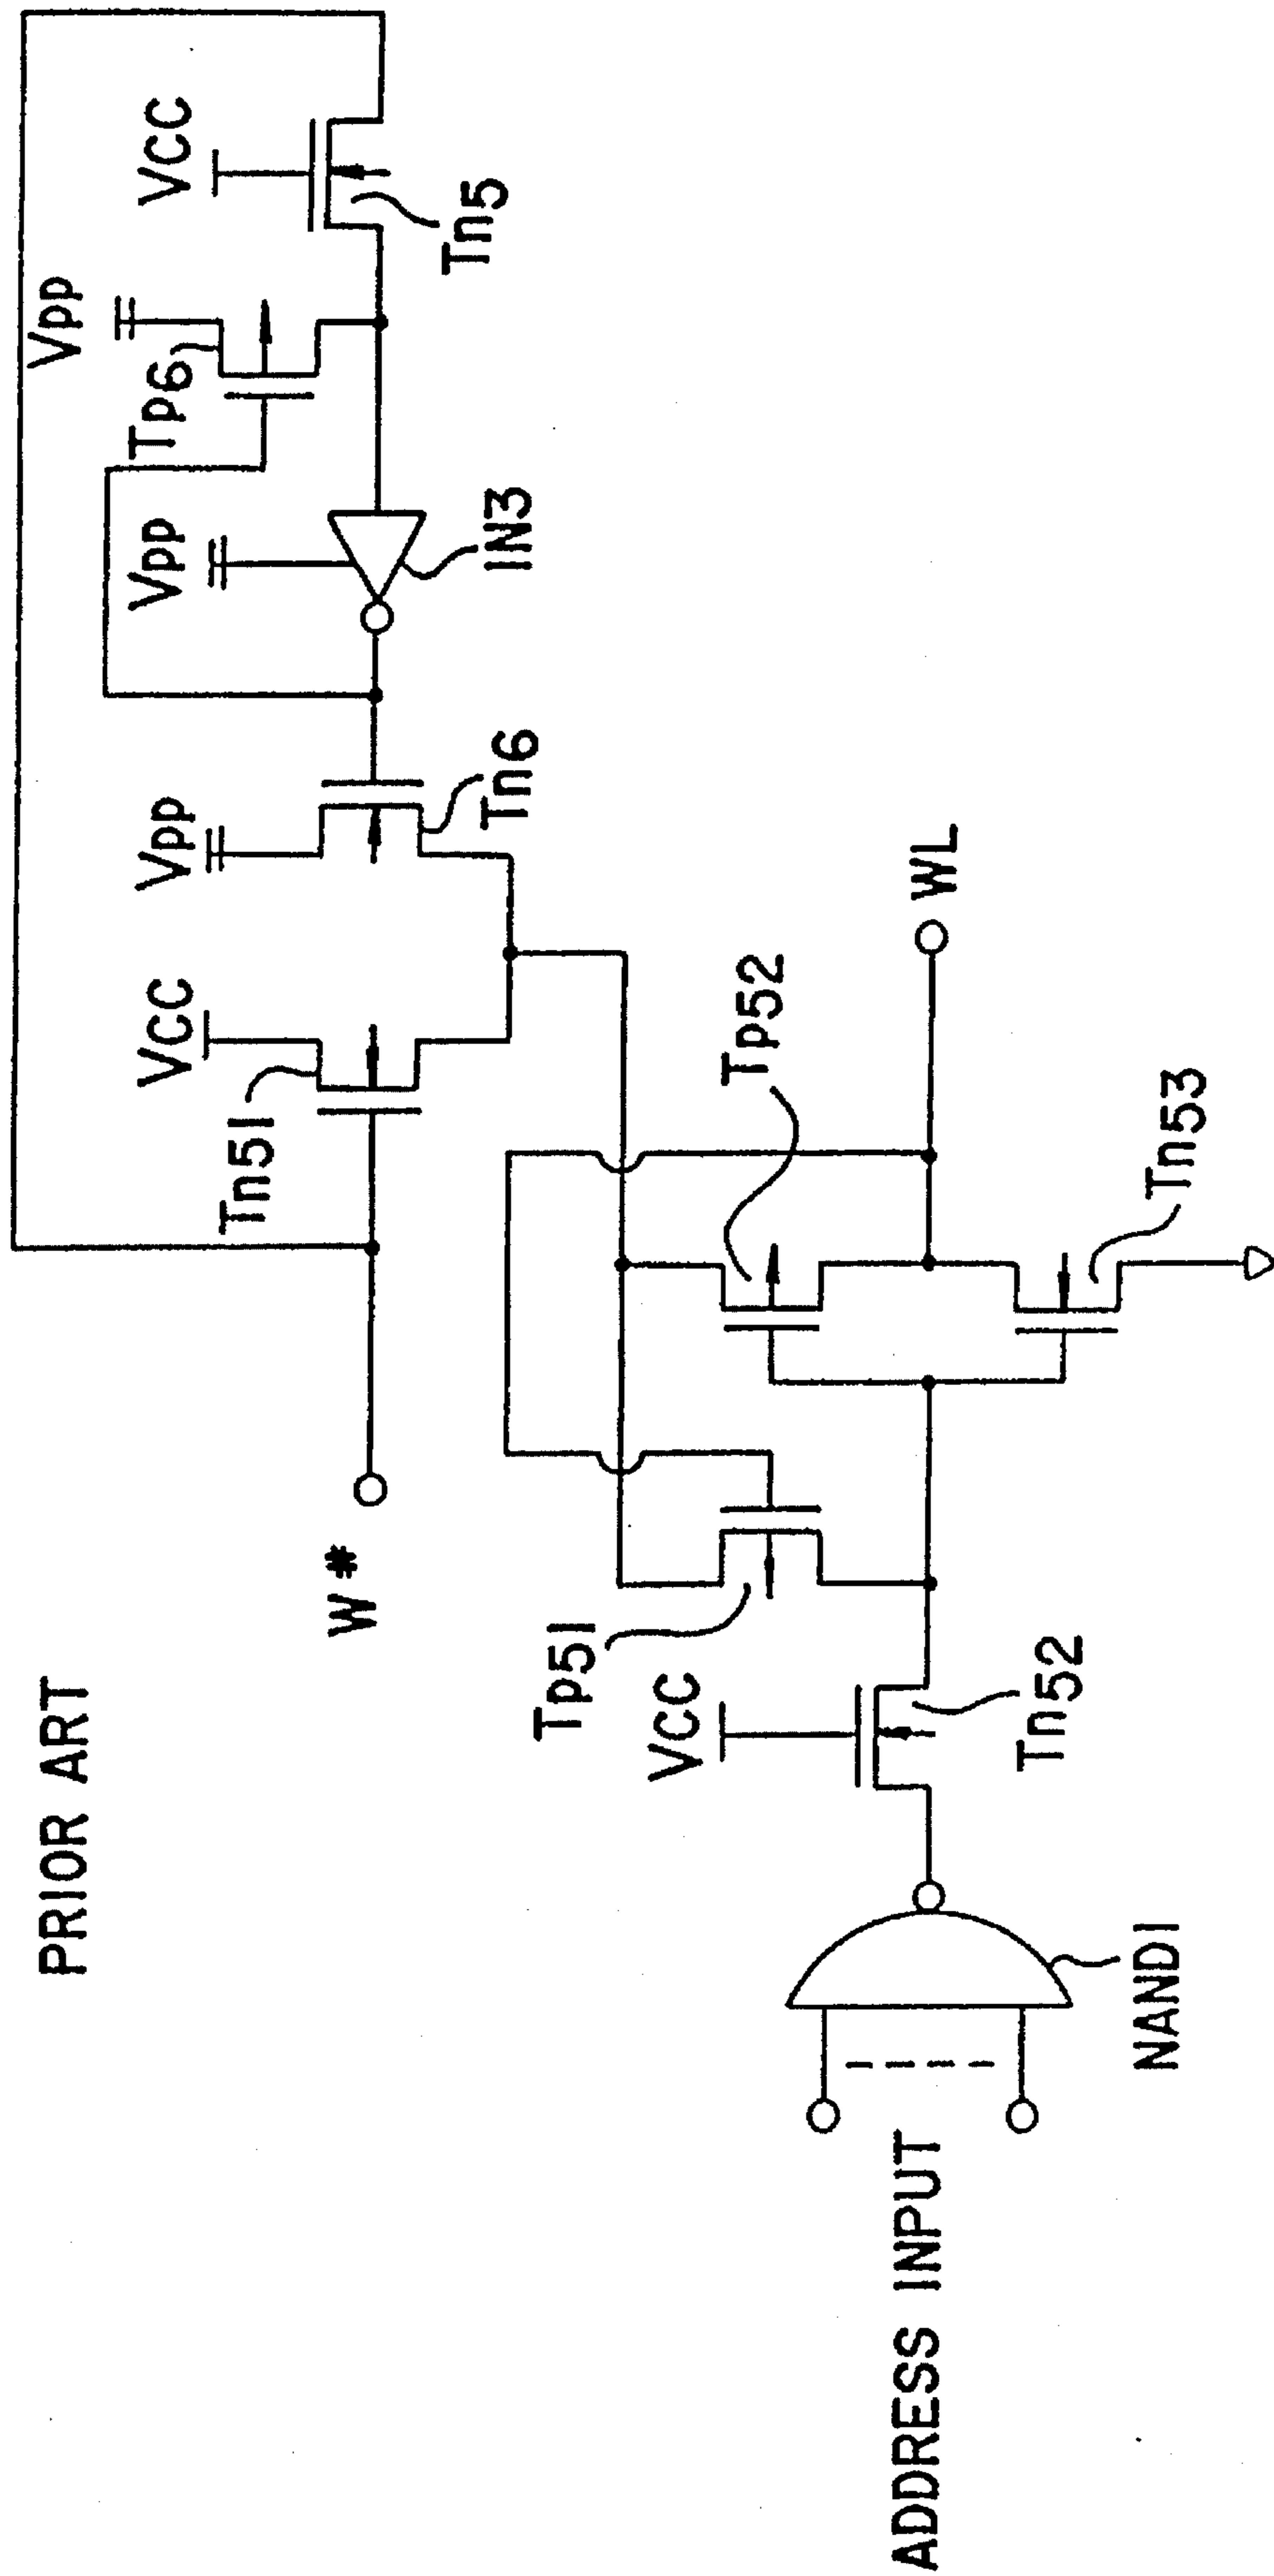 PRIOR ART
W*
Tn51
VCC
Vpp
Tn6
Vpp
IN3
Tp6
Vpp
VCC
Tn5
ADDRESS INPUT
NAND1
VCC
Tn52
Tp51
Tp52
Tn53
WL